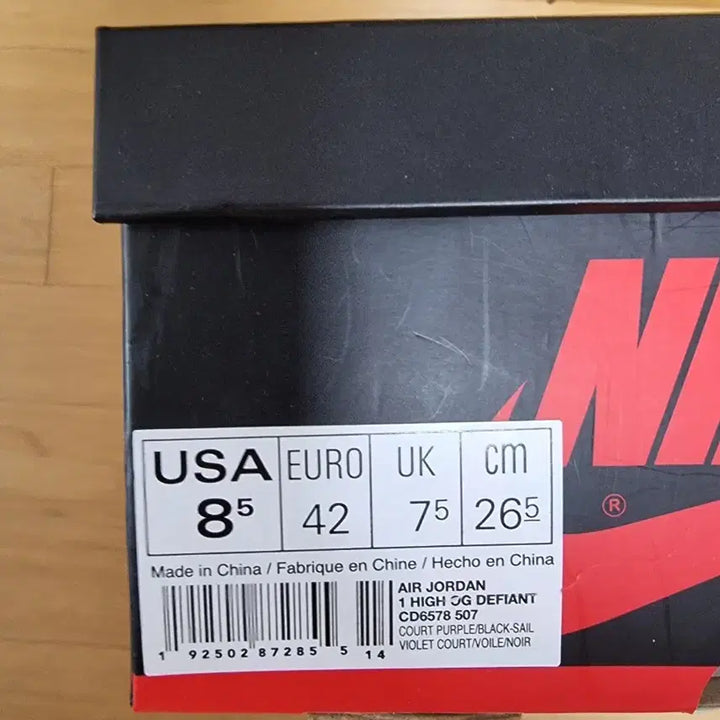 NI
®
USA EURO UK cm
8⁵ 42 7⁵ 26⁵
Made in China / Fabrique en Chine / Hecho en China
AIR JORDAN
1 HIGH OG DEFIANT
CD6578 507
COURT PURPLE/BLACK-SAIL
VIOLET COURT/VOILE/NOIR
1 92502 87285 5 14